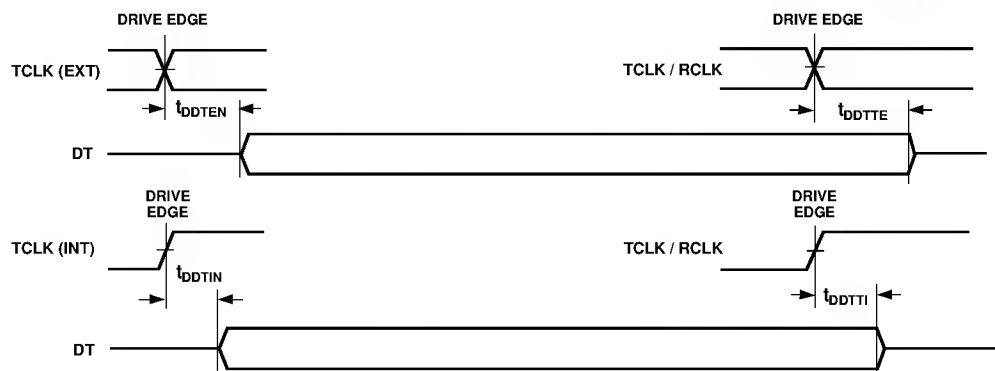 DRIVE EDGE
DRIVE EDGE
TCLK (EXT)
TCLK / RCLK
tDDTEN
tDDTTE
DT
DRIVE
EDGE
DRIVE
EDGE
TCLK (INT)
TCLK / RCLK
tDDTIN
tDDTTI
DT